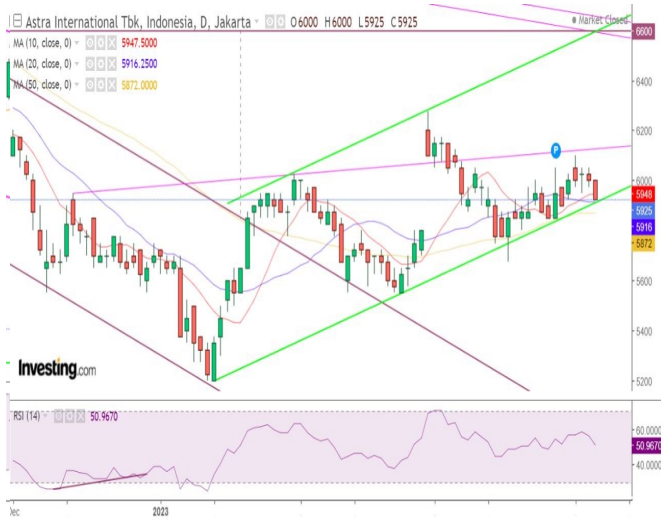 Astra International Tbk, Indonesia, D, Jakarta O6000 H6000 L5925 C5925
Market Closed
MA (10, close, 0) 5947.5000
MA (20, close, 0) 5916.2500
MA (50, close, 0) 5872.0000
6600
6400
6200
6000
5948
5925
5916
5872
5600
5400
5200
P
Investing.com
RSI (14) 50.9670
60.0000
50.9670
40.0000
Dec 2023